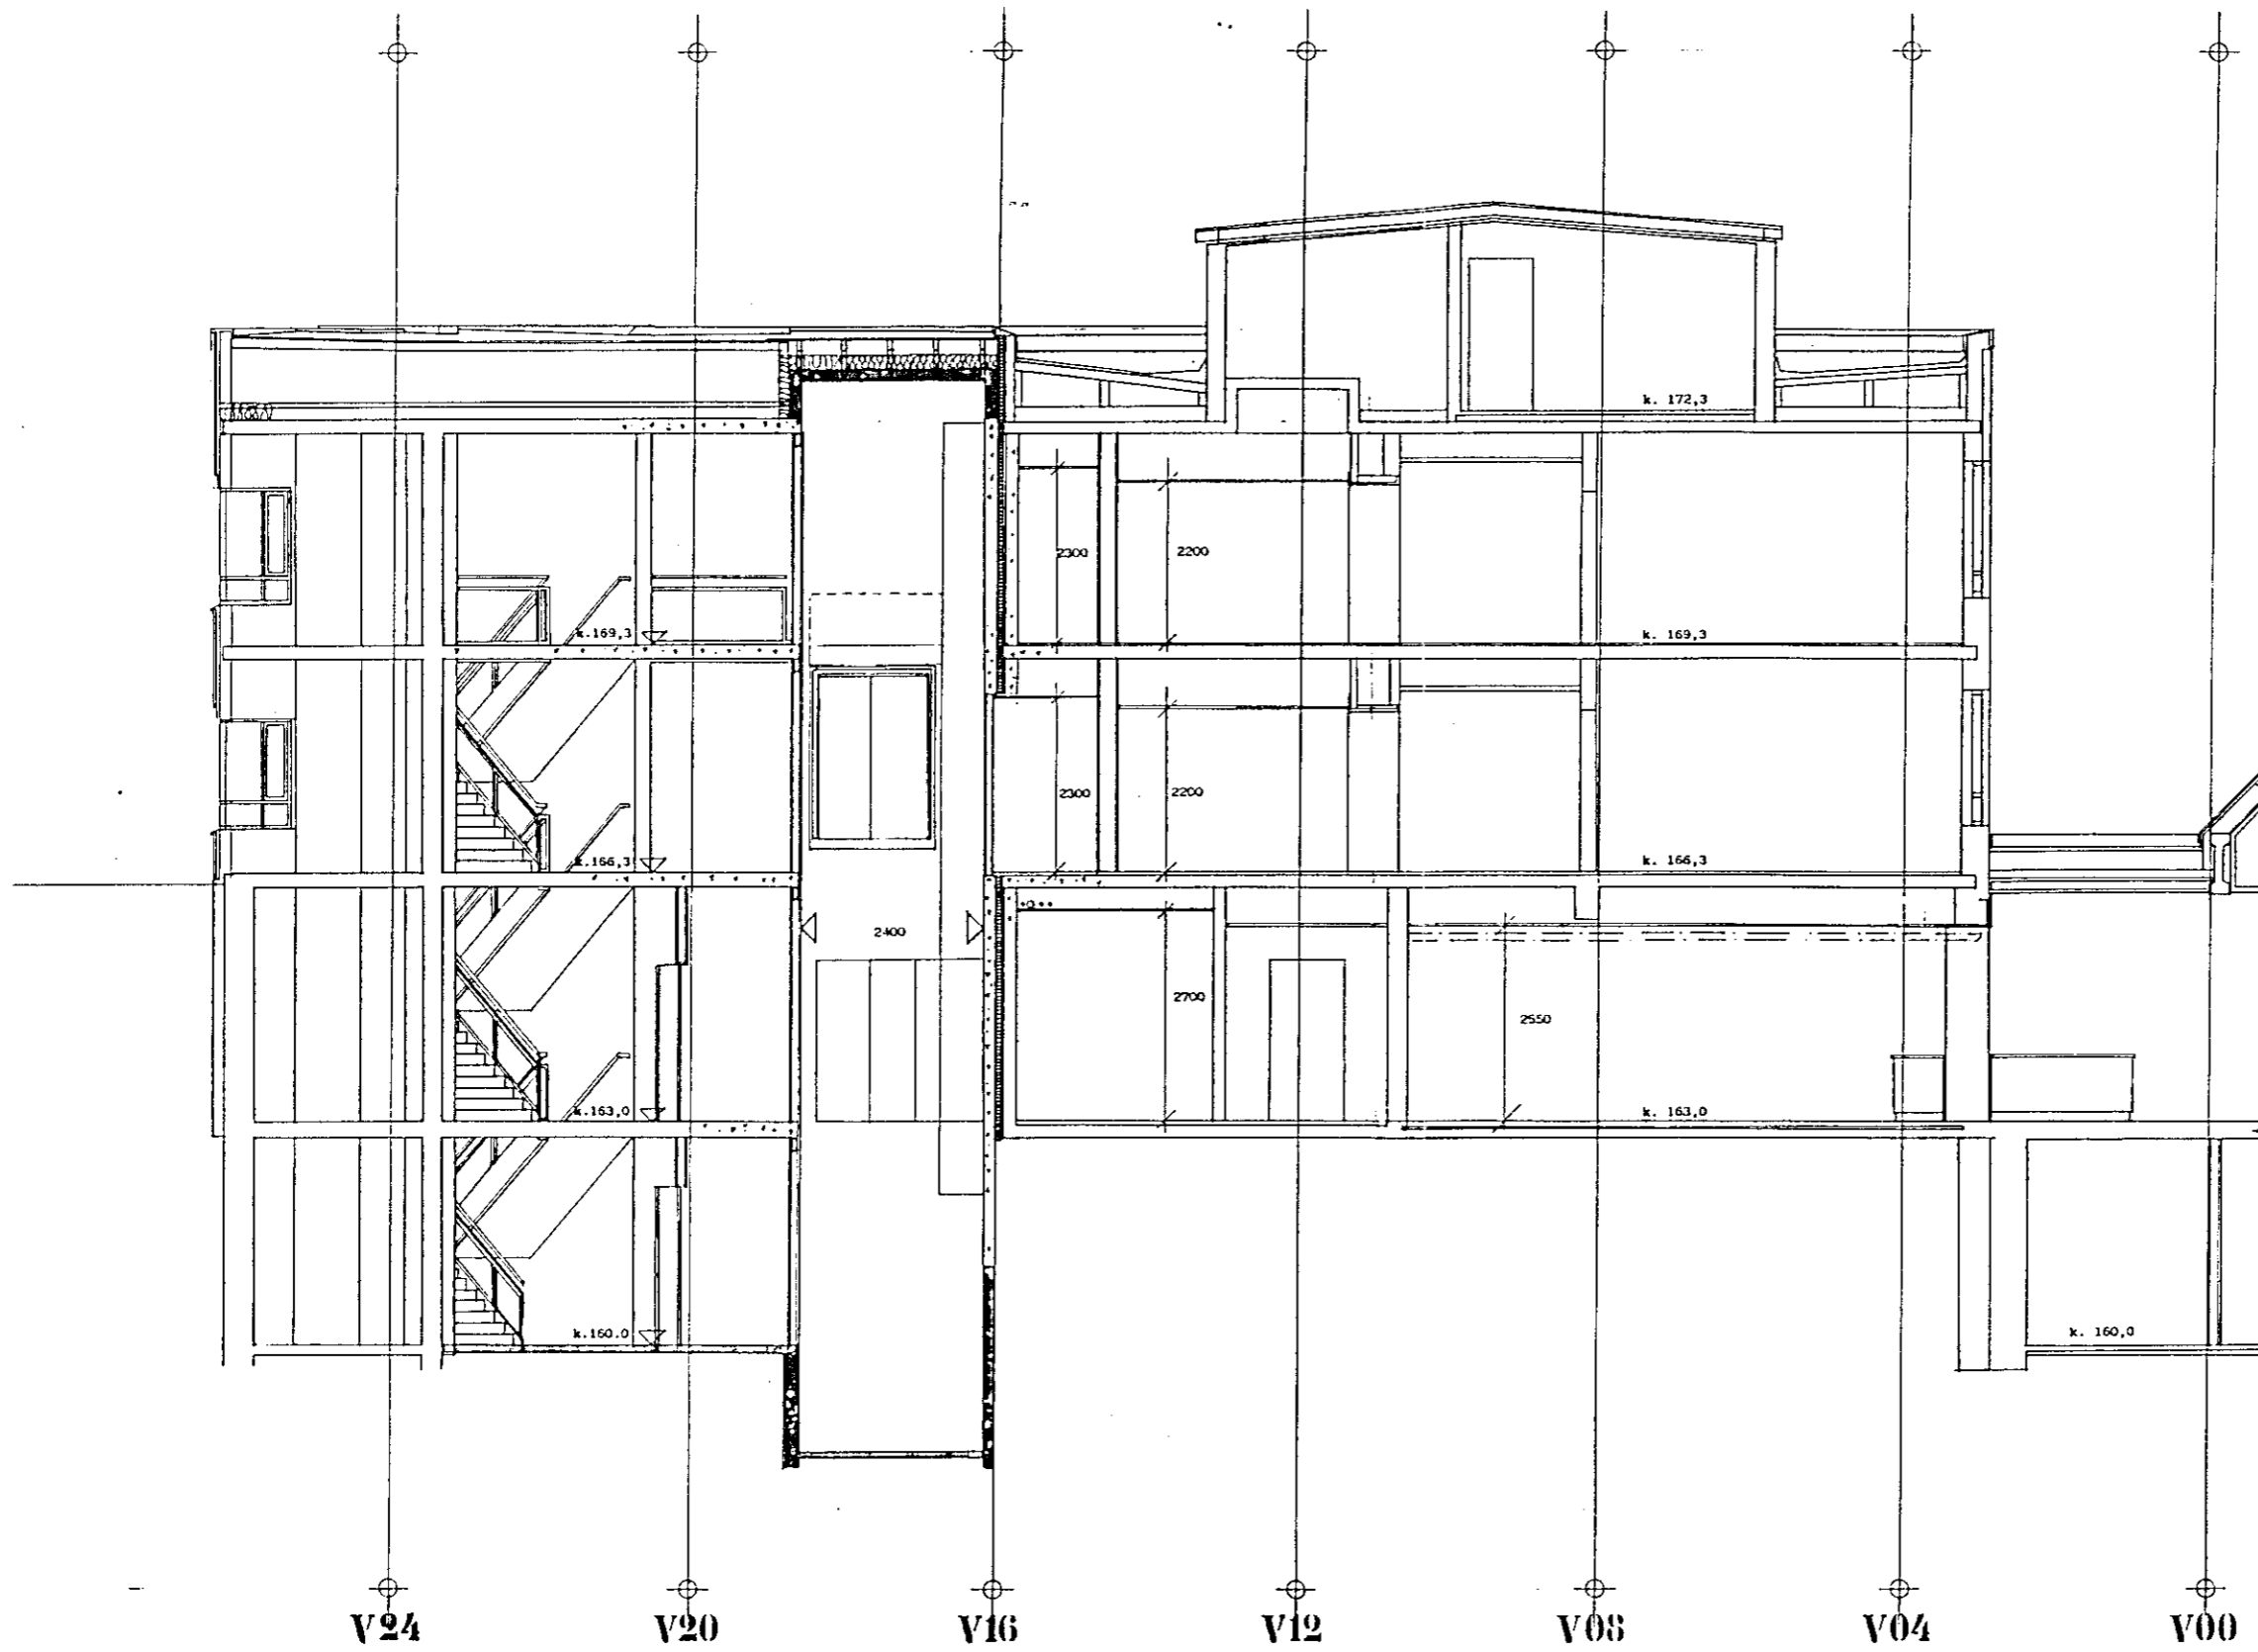 k. 172,3
2300
2200
k.169,3
k. 169,3
2300
2200
k.166,3
k. 166,3
2400
2700
2550
k.163,0
k. 163,0
k.160.0
k. 160,0
V24
V20
V16
V12
V08
V04
V00